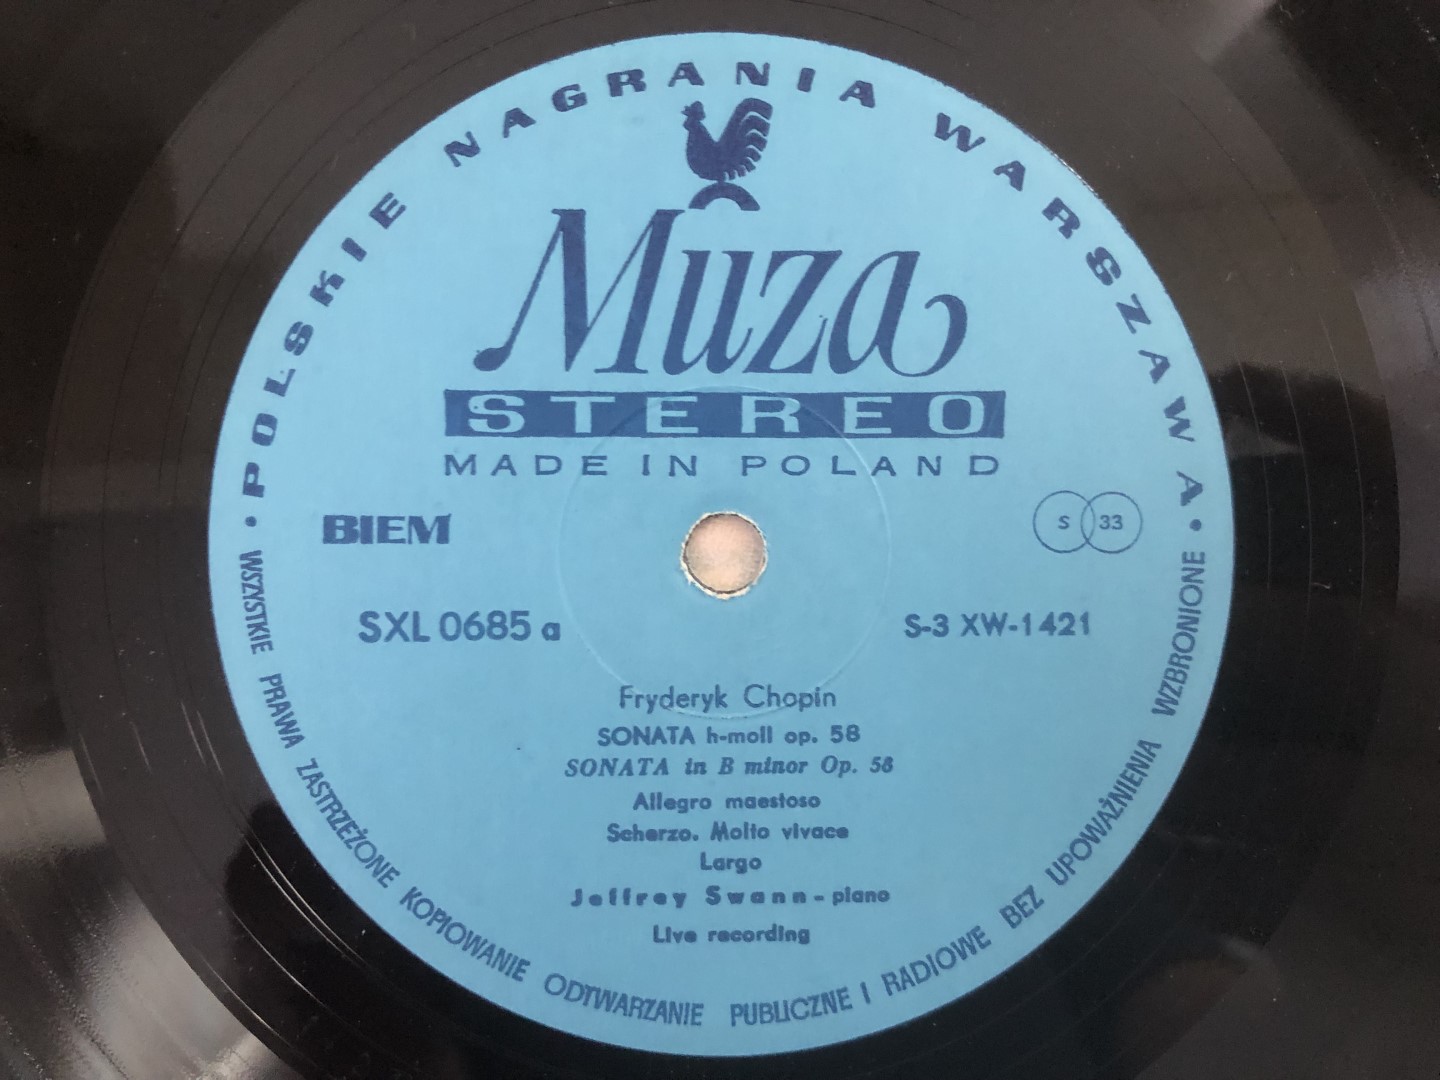 • POLSKIE NAGRANIA WARSZAWA •
Muza
STEREO
MADE IN POLAND
BIEM
S 33
SXL 0685 a
S-3 XW-1421
Fryderyk Chopin
SONATA h-moll op. 58
SONATA in B minor Op. 58
Allegro maestoso
Scherzo. Molto vivace
Largo
Jeffrey Swann - piano
Live recording
WSZYSTKIE PRAWA ZASTRZEŻONE KOPIOWANIE ODTWARZANIE PUBLICZNE I RADIOWE BEZ UPOWAŻNIENIA WZBRONIONE